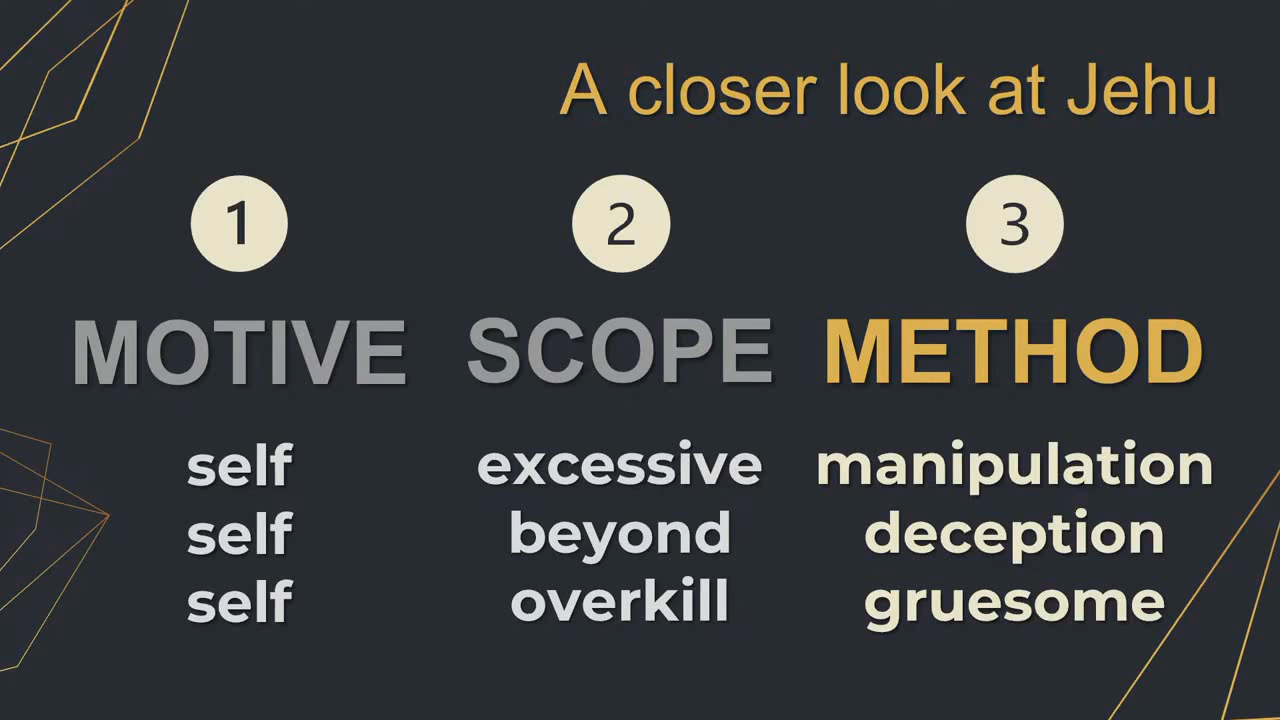 A closer look at Jehu
1
2
3
MOTIVE
SCOPE
METHOD
self
excessive
manipulation
self
beyond
deception
self
overkill
gruesome